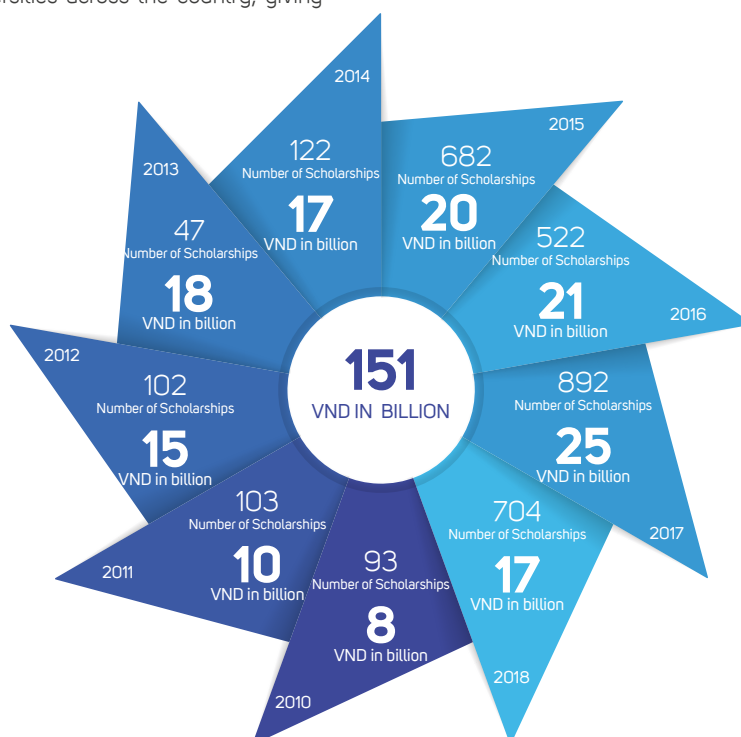 across the country, giving
2014
122
Number of Scholarships
17
VND in billion
2015
682
Number of Scholarships
20
VND in billion
2013
47
Number of Scholarships
18
VND in billion
522
Number of Scholarships
21
VND in billion
2016
2012
102
Number of Scholarships
15
VND in billion
151
VND IN BILLION
892
Number of Scholarships
25
VND in billion
2017
103
Number of Scholarships
10
VND in billion
2011
93
Number of Scholarships
8
VND in billion
2010
704
Number of Scholarships
17
VND in billion
2018